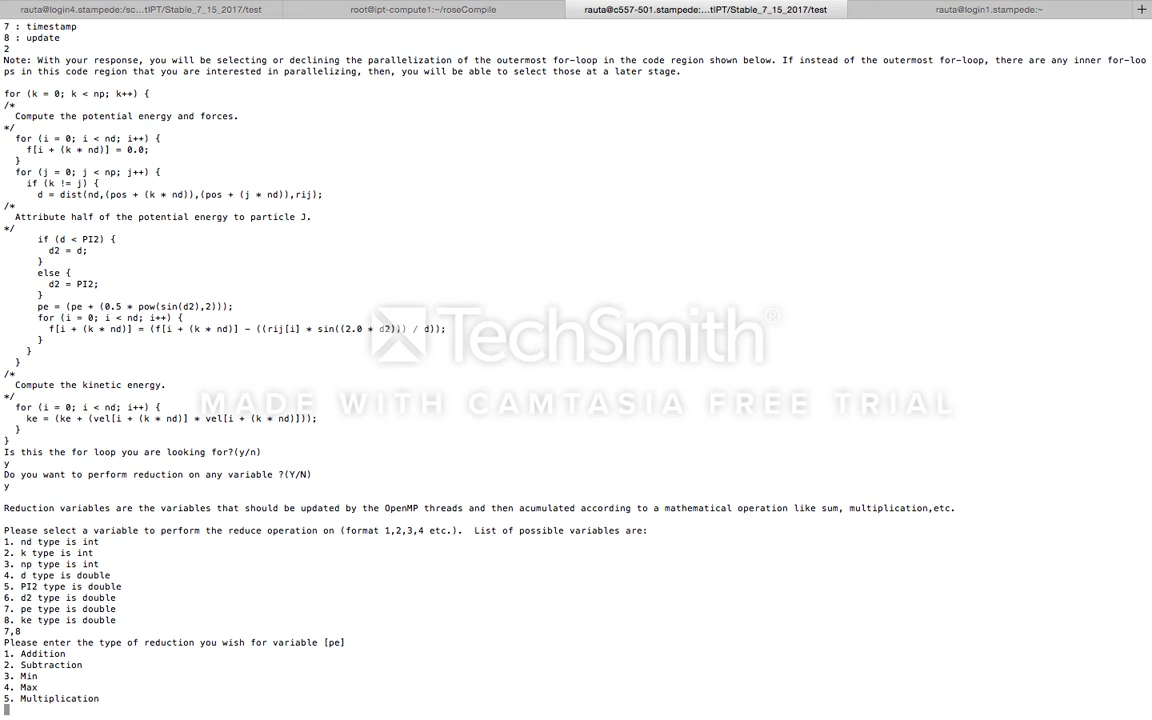 rauta@login4.stampede:/sc...tIPT/Stable_7_15_2017/test
root@ipt-compute1:~/roseCompile
rauta@c557-501.stampede:...tIPT/Stable_7_15_2017/test
rauta@login1.stampede:~
+
7 : timestamp
8 : update
2
Note: With your response, you will be selecting or declining the parallelization of the outermost for-loop in the code region shown below. If instead of the outermost for-loop, there are any inner for-loo
ps in this code region that you are interested in parallelizing, then, you will be able to select those at a later stage.
for (k = 0; k < np; k++) {
/*
  Compute the potential energy and forces.
*/
  for (i = 0; i < nd; i++) {
    f[i + (k * nd)] = 0.0;
  }
  for (j = 0; j < np; j++) {
    if (k != j) {
      d = dist(nd,(pos + (k * nd)),(pos + (j * nd)),rij);
/*
  Attribute half of the potential energy to particle J.
*/
      if (d < PI2) {
        d2 = d;
      }
      else {
        d2 = PI2;
      }
      pe = (pe + (0.5 * pow(sin(d2),2)));
      for (i = 0; i < nd; i++) {
        f[i + (k * nd)] = (f[i + (k * nd)] - ((rij[i] * sin((2.0 * d2))) / d));
      }
    }
  }
/*
  Compute the kinetic energy.
*/
  for (i = 0; i < nd; i++) {
    ke = (ke + (vel[i + (k * nd)] * vel[i + (k * nd)]));
  }
}
TechSmith®
MADE WITH CAMTASIA FREE TRIAL
Is this the for loop you are looking for?(y/n)
y
Do you want to perform reduction on any variable ?(Y/N)
y
Reduction variables are the variables that should be updated by the OpenMP threads and then acumulated according to a mathematical operation like sum, multiplication,etc.
Please select a variable to perform the reduce operation on (format 1,2,3,4 etc.).  List of possible variables are:
1. nd type is int
2. k type is int
3. np type is int
4. d type is double
5. PI2 type is double
6. d2 type is double
7. pe type is double
8. ke type is double
7,8
Please enter the type of reduction you wish for variable [pe]
1. Addition
2. Subtraction
3. Min
4. Max
5. Multiplication